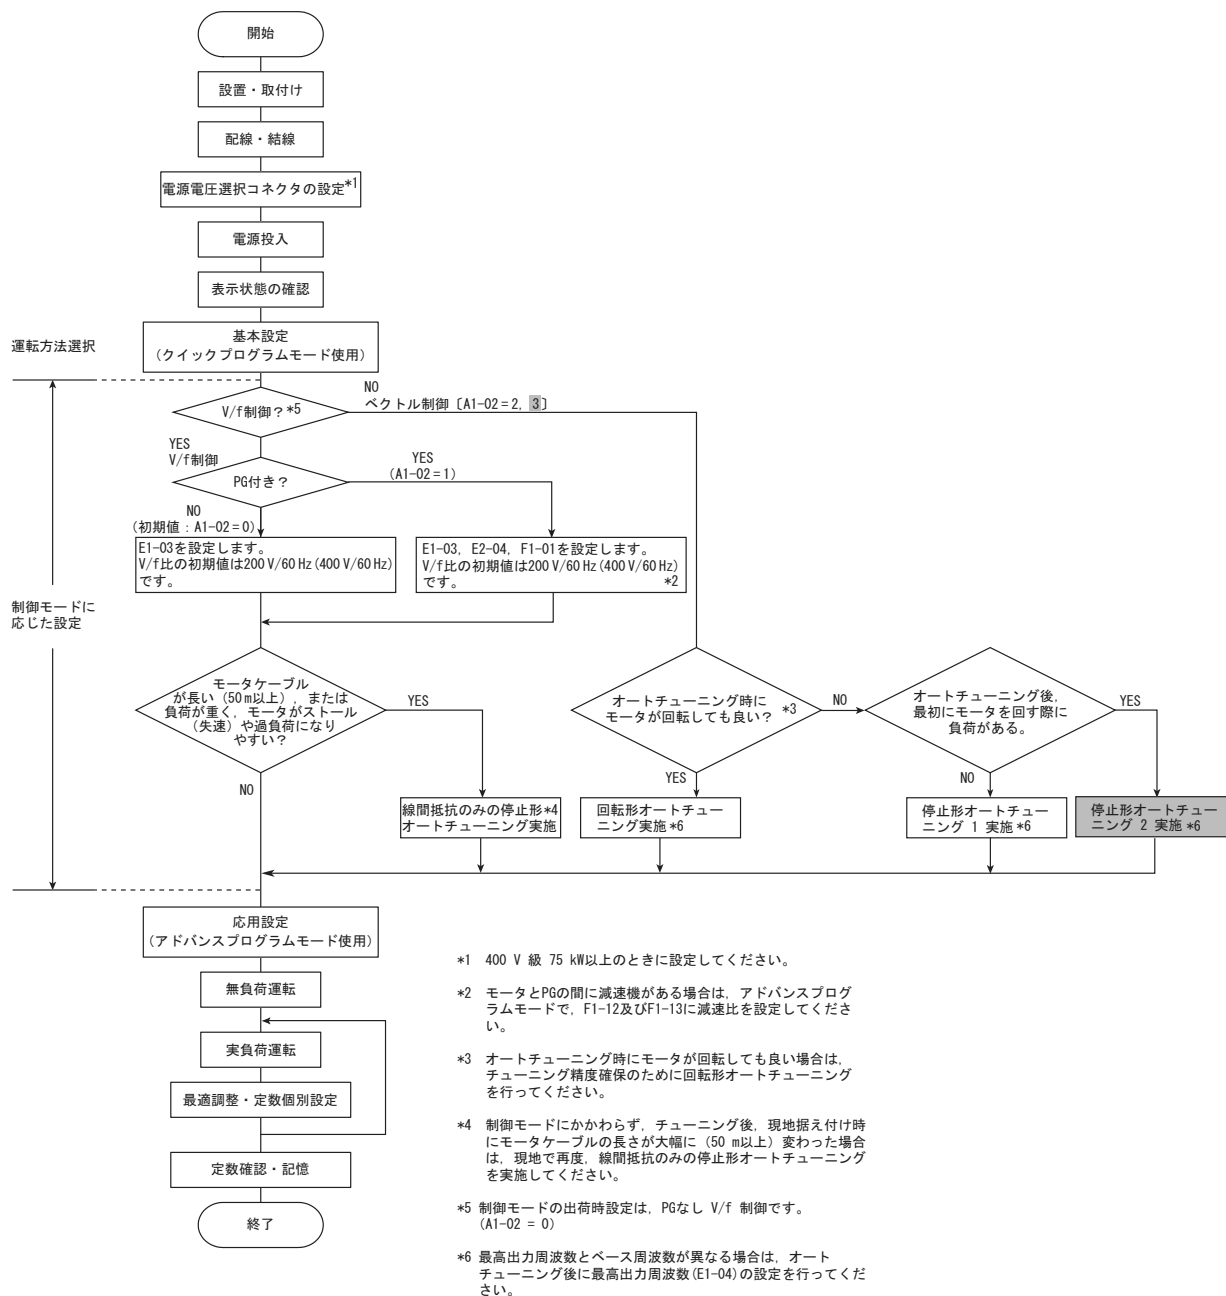 開始
設置・取付け
配線・結線
電源電圧選択コネクタの設定*1
電源投入
表示状態の確認
基本設定
(クイックプログラムモード使用)
運転方法選択
V/f制御？*5
NO
ベクトル制御〔A1-02=2, 3〕
YES
V/f制御
PG付き？
YES
(A1-02=1)
NO
(初期値：A1-02=0)
E1-03を設定します。
V/f比の初期値は200 V/60 Hz(400 V/60 Hz)
です。
E1-03, E2-04, F1-01を設定します。
V/f比の初期値は200 V/60 Hz(400 V/60 Hz)
です。 *2
制御モードに
応じた設定
モータケーブル
が長い（50 m以上），または
負荷が重く，モータがストール
（失速）や過負荷になり
やすい？
YES
NO
オートチューニング時に
モータが回転しても良い？ *3
NO
YES
オートチューニング後，
最初にモータを回す際に
負荷がある。
YES
NO
線間抵抗のみの停止形*4
オートチューニング実施
回転形オートチュー
ニング実施*6
停止形オートチュー
ニング 1 実施*6
停止形オートチュー
ニング 2 実施*6
応用設定
(アドバンスプログラムモード使用)
無負荷運転
実負荷運転
最適調整・定数個別設定
定数確認・記憶
終了
*1 400 V 級 75 kW以上のときに設定してください。
*2 モータとPGの間に減速機がある場合は，アドバンスプログ
ラムモードで，F1-12及びF1-13に減速比を設定してくださ
い。
*3 オートチューニング時にモータが回転しても良い場合は，
チューニング精度確保のために回転形オートチューニング
を行ってください。
*4 制御モードにかかわらず，チューニング後，現地据え付け時
にモータケーブルの長さが大幅に（50 m以上）変わった場合
は，現地で再度，線間抵抗のみの停止形オートチューニング
を実施してください。
*5 制御モードの出荷時設定は，PGなし V/f 制御です。
(A1-02 = 0)
*6 最高出力周波数とベース周波数が異なる場合は，オート
チューニング後に最高出力周波数(E1-04)の設定を行ってくだ
さい。